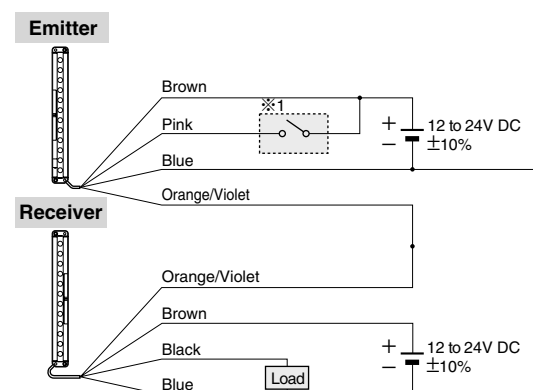 Emitter
Brown
※1
Pink
+
−
12 to 24V DC
±10%
Blue
Orange/Violet
Receiver
Orange/Violet
Brown
Black
+
−
12 to 24V DC
±10%
Load
Blue